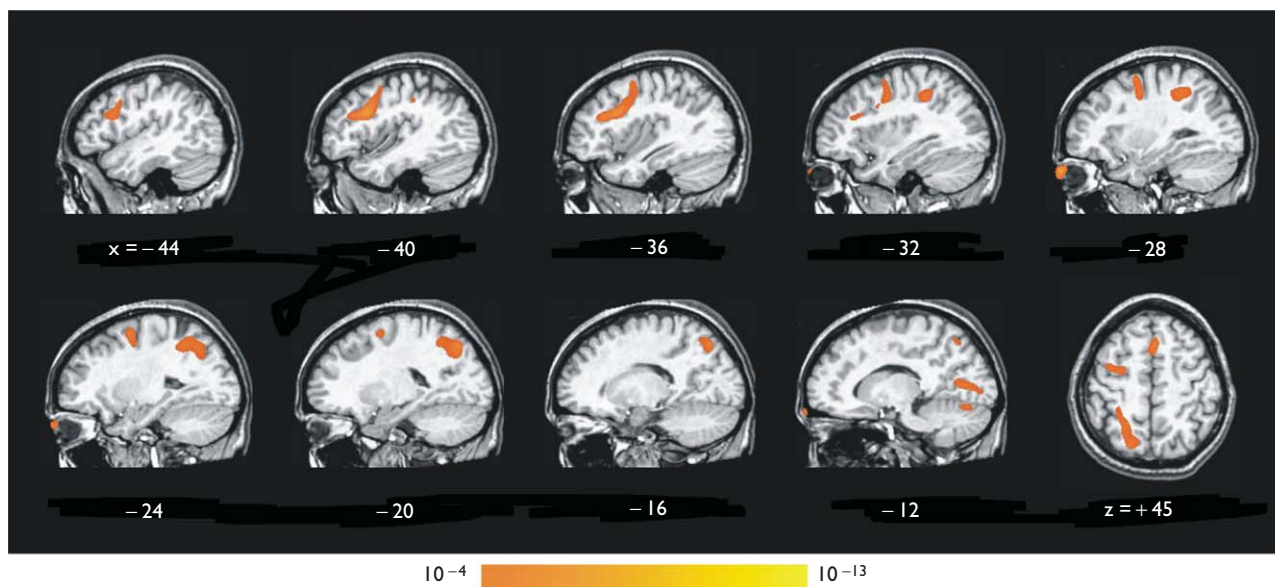 x = – 44 – 40 – 36 – 32 – 28
– 24 – 20 – 16 – 12 z = + 45
10⁻⁴ 10⁻¹³